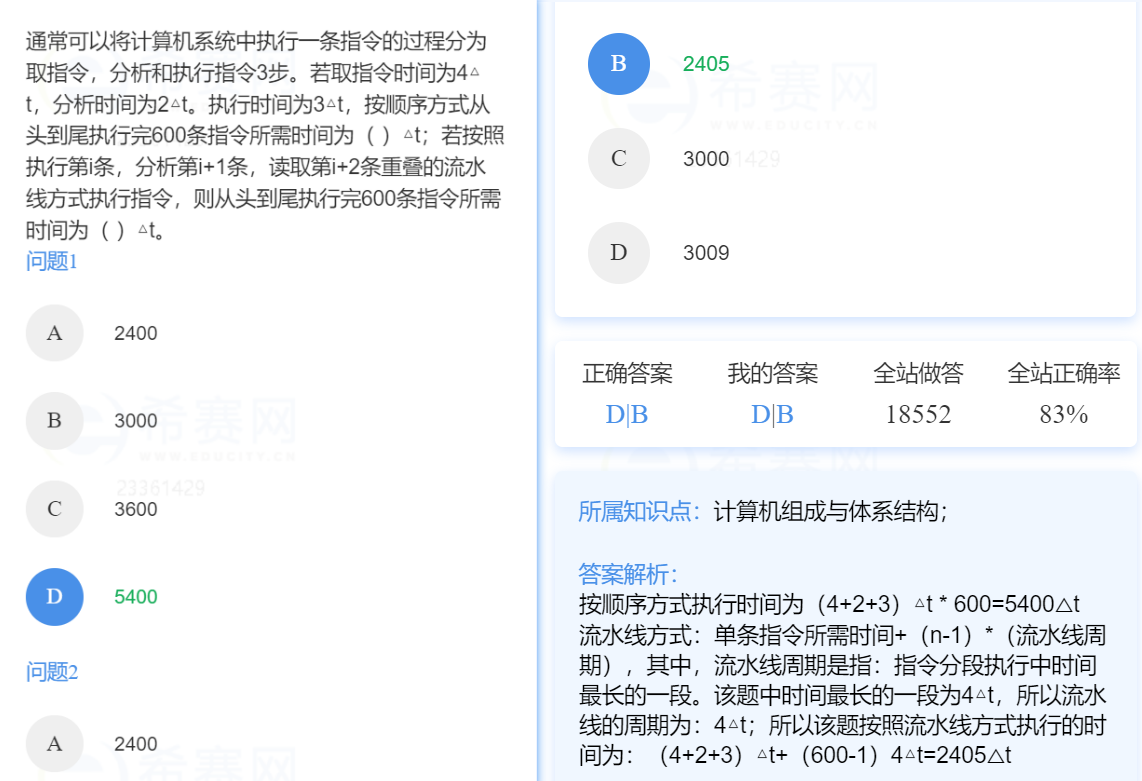 通常可以将计算机系统中执行一条指令的过程分为
取指令，分析和执行指令3步。若取指令时间为4△
t，分析时间为2△t。执行时间为3△t，按顺序方式从
头到尾执行完600条指令所需时间为（ ）△t；若按照
执行第i条，分析第i+1条，读取第i+2条重叠的流水
线方式执行指令，则从头到尾执行完600条指令所需
时间为（ ）△t。
问题1
A 2400
B 3000
C 3600
D 5400
问题2
A 2400
B 2405
C 3000
D 3009
正确答案 我的答案 全站做答 全站正确率
D|B D|B 18552 83%
所属知识点：计算机组成与体系结构；
答案解析：
按顺序方式执行时间为（4+2+3）△t * 600=5400△t
流水线方式：单条指令所需时间+（n-1）*（流水线周
期），其中，流水线周期是指：指令分段执行中时间
最长的一段。该题中时间最长的一段为4△t，所以流水
线的周期为：4△t；所以该题按照流水线方式执行的时
间为：（4+2+3）△t+（600-1）4△t=2405△t
希赛网
WWW.EDUCITY.CN
23361429
希赛网
WWW.EDUCITY.CN